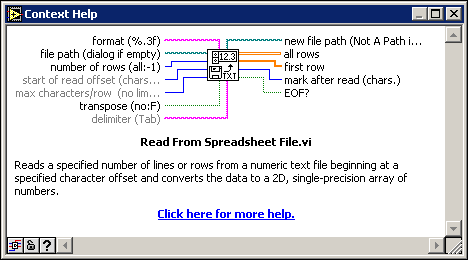 Context Help
format (%.3f)
new file path (Not A Path i...
file path (dialog if empty)
all rows
number of rows (all:-1)
first row
start of read offset (chars...
mark after read (chars.)
max characters/row (no lim...
EOF?
transpose (no:F)
delimiter (Tab)
12.3
TXT
Read From Spreadsheet File.vi
Reads a specified number of lines or rows from a numeric text file beginning at a
specified character offset and converts the data to a 2D, single-precision array of
numbers.
Click here for more help.
?